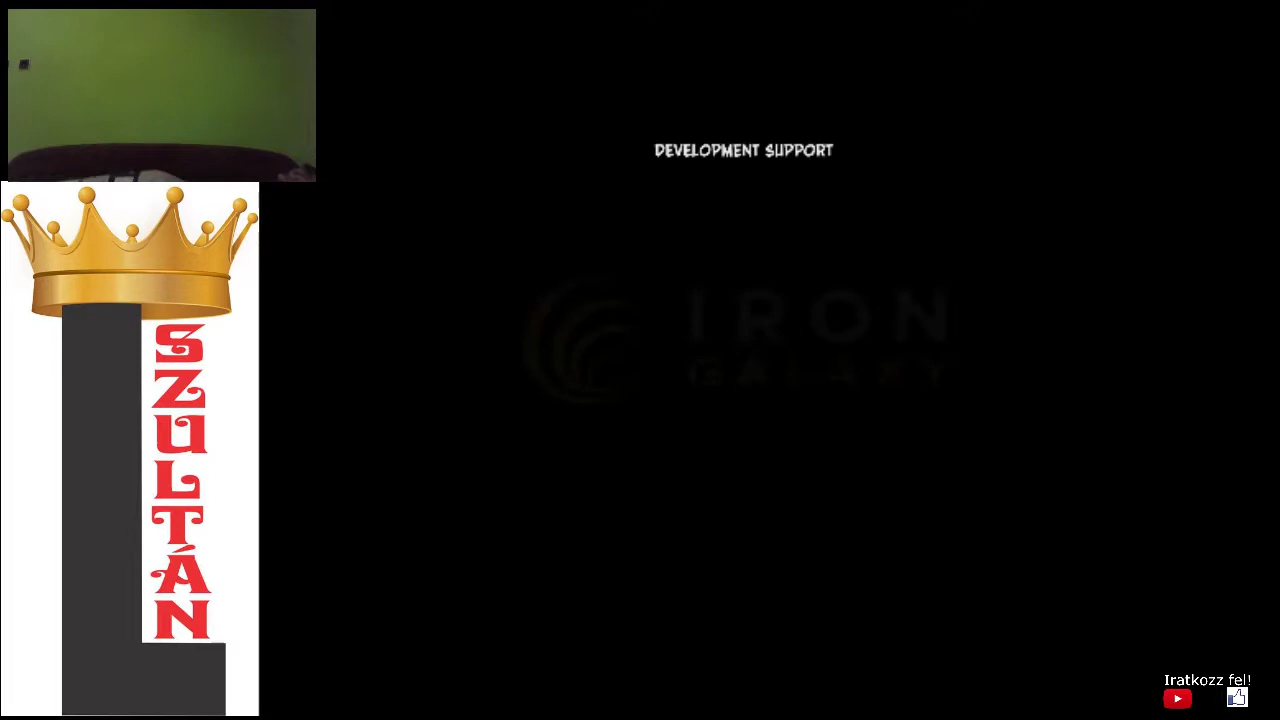 DEVELOPMENT SUPPORT
IRON
GALAXY
L
SZULTÁN
Iratkozz fel!